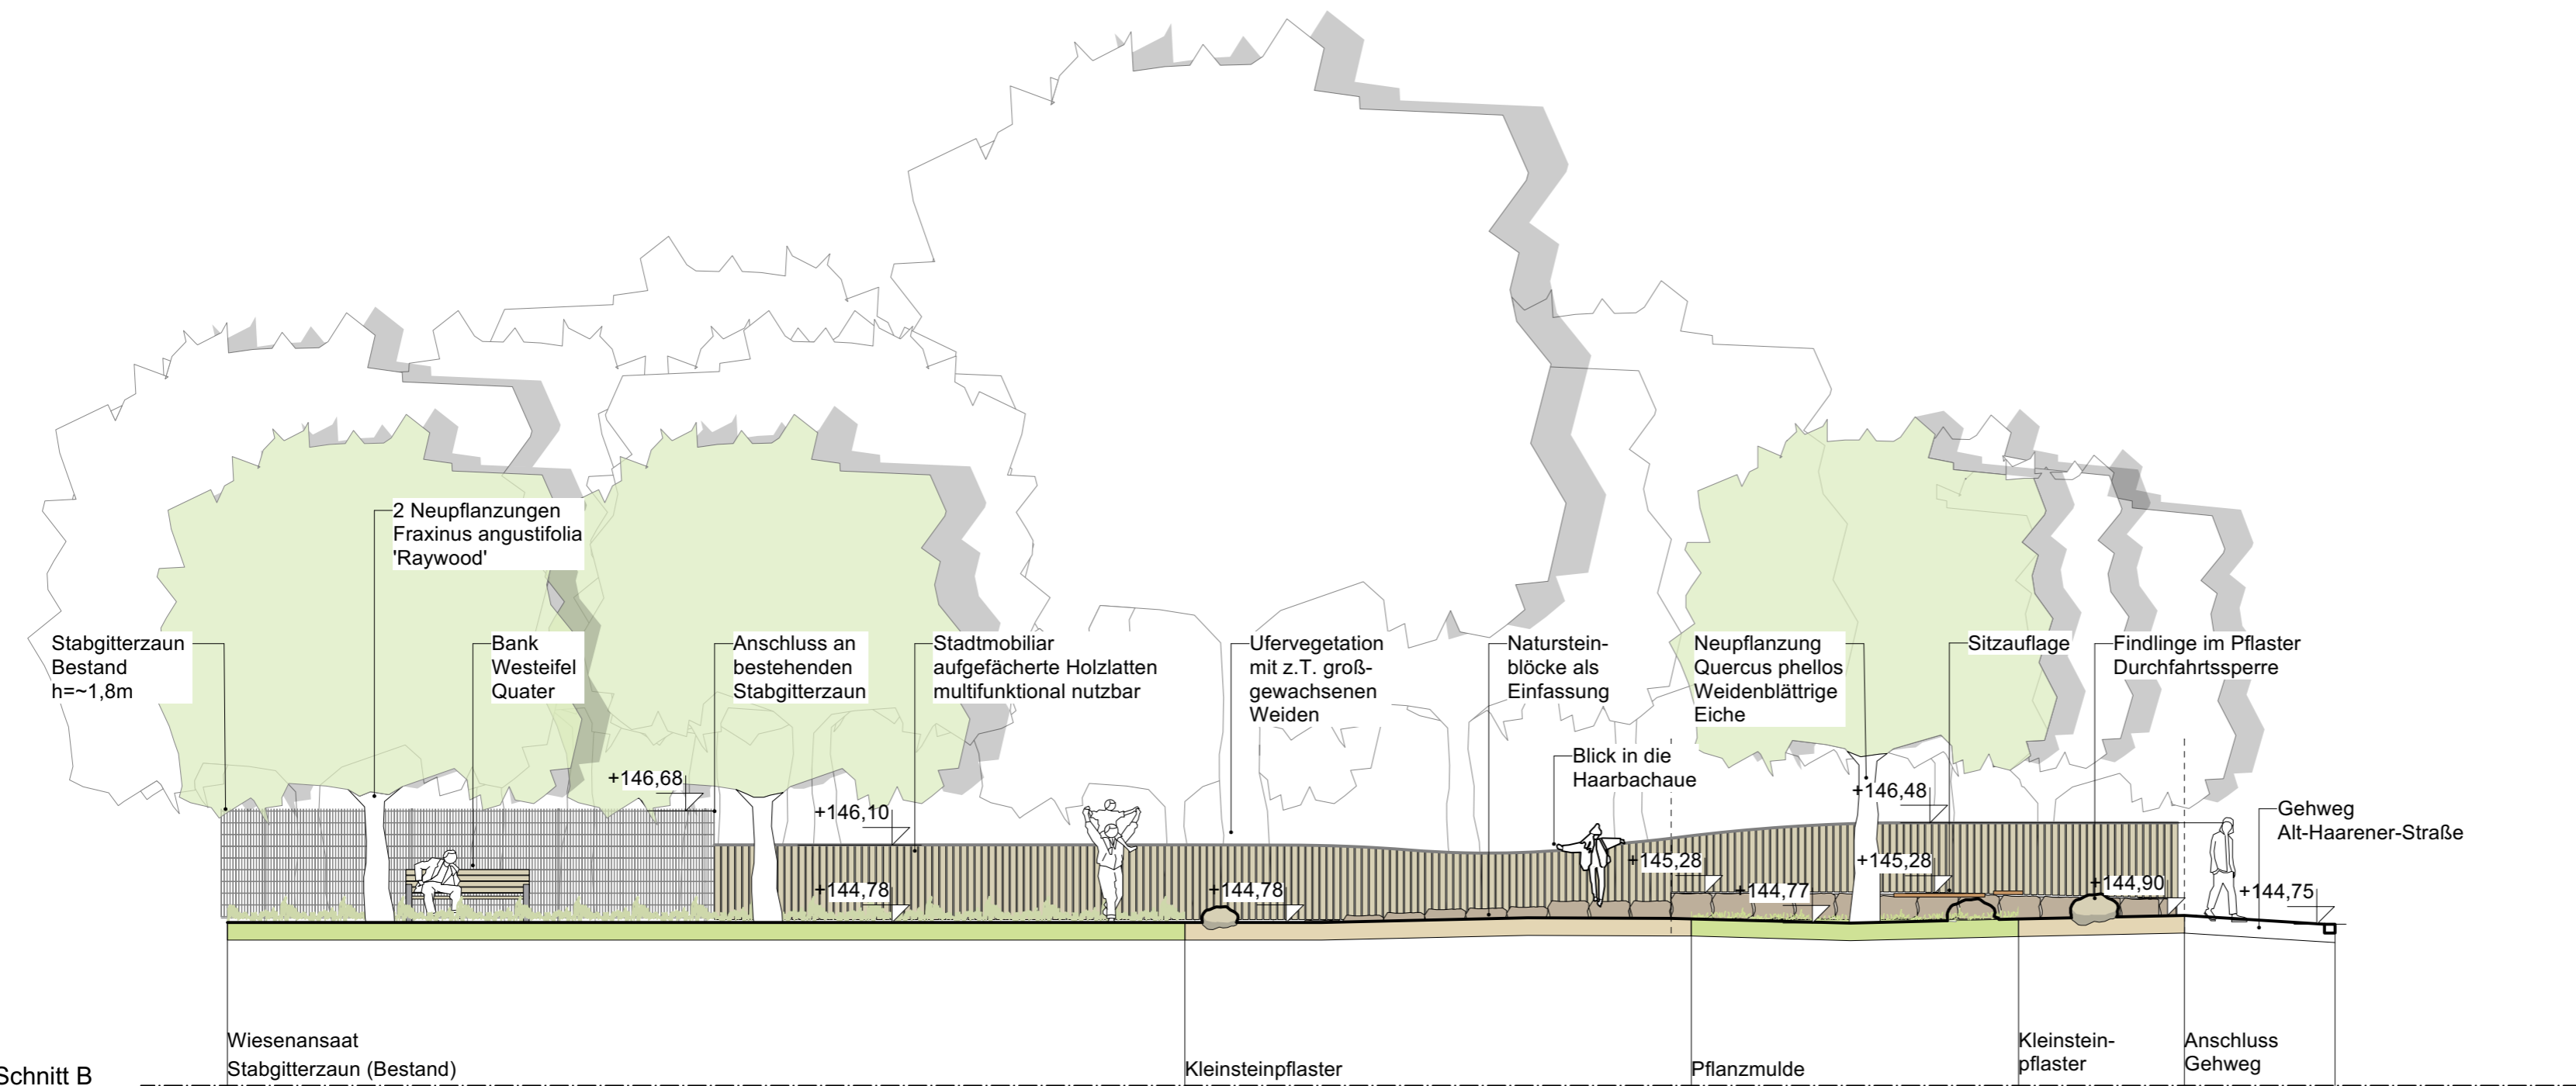 2 Neupflanzungen
Fraxinus angustifolia
'Raywood'
Stabgitterzaun
Bestand
h=~1,8m
Bank
Westeifel
Quater
Anschluss an
bestehenden
Stabgitterzaun
Stadtmobiliar
aufgefächerte Holzlatten
multifunktional nutzbar
Ufervegetation
mit z.T. groß-
gewachsenen
Weiden
Naturstein-
blöcke als
Einfassung
Neupflanzung
Quercus phellos
Weidenblättrige
Eiche
Sitzauflage
Findlinge im Pflaster
Durchfahrtssperre
Blick in die
Haarbachaue
Gehweg
Alt-Haarener-Straße
+146,68
+146,10
+146,48
+145,28
+145,28
+144,78
+144,78
+144,77
+144,90
+144,75
Wiesenansaat
Stabgitterzaun (Bestand)
Kleinsteinpflaster
Pflanzmulde
Kleinstein-
pflaster
Anschluss
Gehweg
Schnitt B